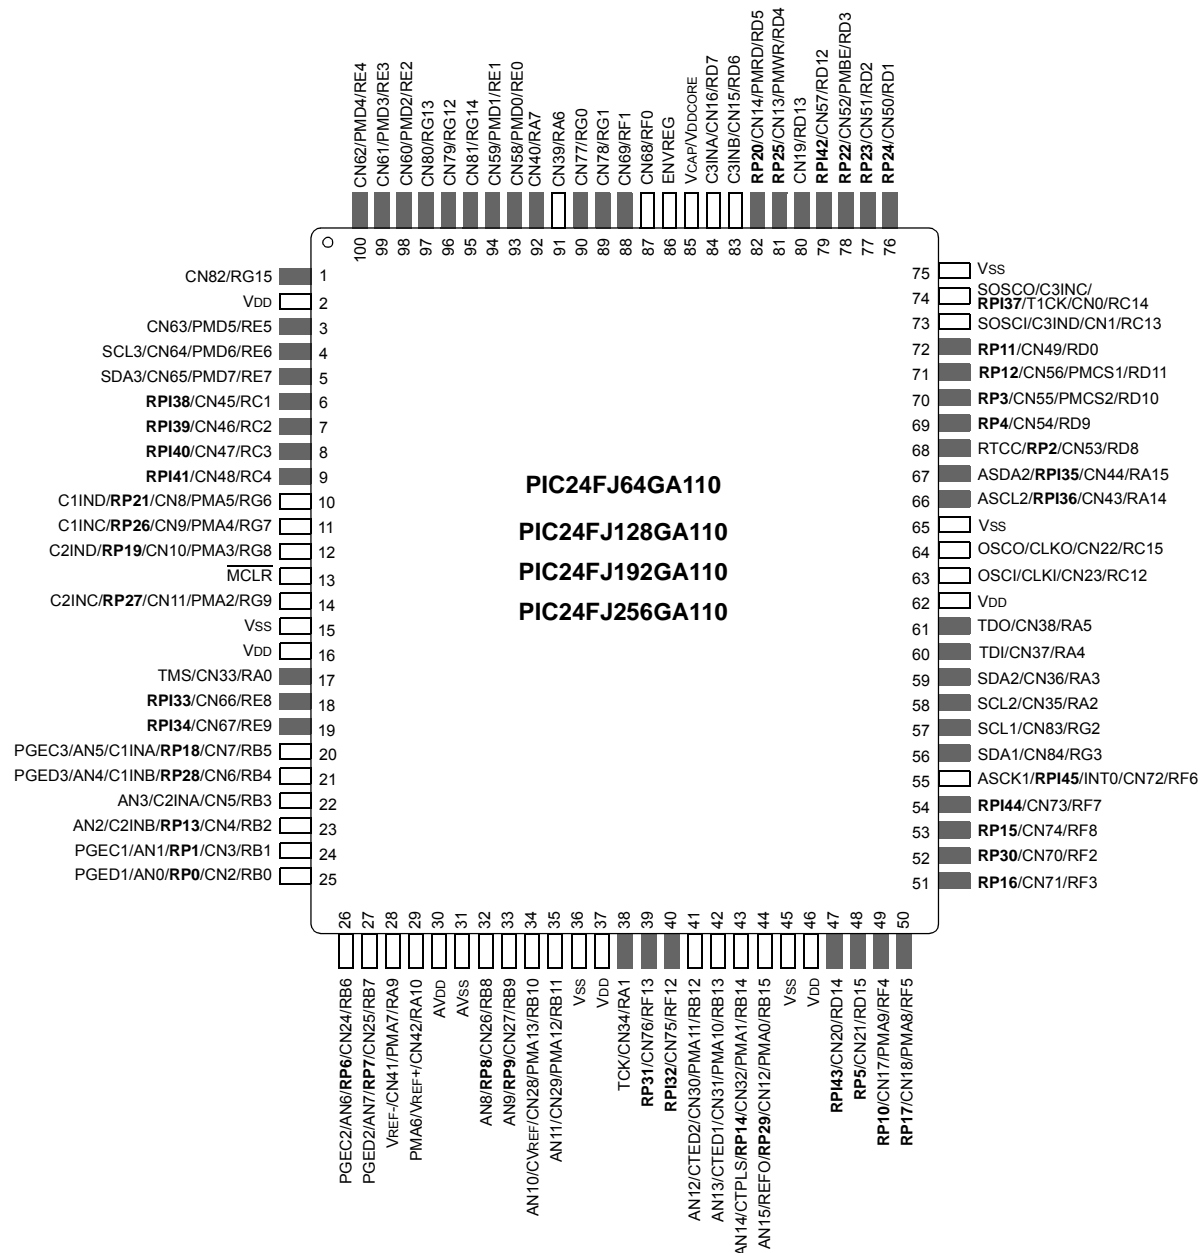 CN62/PMD4/RE4
CN61/PMD3/RE3
CN60/PMD2/RE2
CN80/RG13
CN79/RG12
CN81/RG14
CN59/PMD1/RE1
CN58/PMD0/RE0
CN40/RA7
CN39/RA6
CN77/RG0
CN78/RG1
CN69/RF1
CN68/RF0
ENVREG
VCAP/VDDCORE
C3INA/CN16/RD7
C3INB/CN15/RD6
RP20/CN14/PMRD/RD5
RP25/CN13/PMWR/RD4
CN19/RD13
RPI42/CN57/RD12
RP22/CN52/PMBE/RD3
RP23/CN51/RD2
RP24/CN50/RD1
100 99 98 97 96 95 94 93 92 91 90 89 88 87 86 85 84 83 82 81 80 79 78 77 76
CN82/RG15 1
VDD 2
CN63/PMD5/RE5 3
SCL3/CN64/PMD6/RE6 4
SDA3/CN65/PMD7/RE7 5
RPI38/CN45/RC1 6
RPI39/CN46/RC2 7
RPI40/CN47/RC3 8
RPI41/CN48/RC4 9
C1IND/RP21/CN8/PMA5/RG6 10
C1INC/RP26/CN9/PMA4/RG7 11
C2IND/RP19/CN10/PMA3/RG8 12
MCLR 13
C2INC/RP27/CN11/PMA2/RG9 14
VSS 15
VDD 16
TMS/CN33/RA0 17
RPI33/CN66/RE8 18
RPI34/CN67/RE9 19
PGEC3/AN5/C1INA/RP18/CN7/RB5 20
PGED3/AN4/C1INB/RP28/CN6/RB4 21
AN3/C2INA/CN5/RB3 22
AN2/C2INB/RP13/CN4/RB2 23
PGEC1/AN1/RP1/CN3/RB1 24
PGED1/AN0/RP0/CN2/RB0 25
PIC24FJ64GA110
PIC24FJ128GA110
PIC24FJ192GA110
PIC24FJ256GA110
75 VSS
74 SOSCO/C3INC/
RPI37/T1CK/CN0/RC14
73 SOSCI/C3IND/CN1/RC13
72 RP11/CN49/RD0
71 RP12/CN56/PMCS1/RD11
70 RP3/CN55/PMCS2/RD10
69 RP4/CN54/RD9
68 RTCC/RP2/CN53/RD8
67 ASDA2/RPI35/CN44/RA15
66 ASCL2/RPI36/CN43/RA14
65 VSS
64 OSCO/CLKO/CN22/RC15
63 OSCI/CLKI/CN23/RC12
62 VDD
61 TDO/CN38/RA5
60 TDI/CN37/RA4
59 SDA2/CN36/RA3
58 SCL2/CN35/RA2
57 SCL1/CN83/RG2
56 SDA1/CN84/RG3
55 ASCK1/RPI45/INT0/CN72/RF6
54 RPI44/CN73/RF7
53 RP15/CN74/RF8
52 RP30/CN70/RF2
51 RP16/CN71/RF3
26 27 28 29 30 31 32 33 34 35 36 37 38 39 40 41 42 43 44 45 46 47 48 49 50
PGEC2/AN6/RP6/CN24/RB6
PGED2/AN7/RP7/CN25/RB7
VREF-/CN41/PMA7/RA9
PMA6/VREF+/CN42/RA10
AVDD
AVSS
AN8/RP8/CN26/RB8
AN9/RP9/CN27/RB9
AN10/CVREF/CN28/PMA13/RB10
AN11/CN29/PMA12/RB11
VSS
VDD
TCK/CN34/RA1
RP31/CN76/RF13
RPI32/CN75/RF12
AN12/CTED2/CN30/PMA11/RB12
AN13/CTED1/CN31/PMA10/RB13
AN14/CTPLS/RP14/CN32/PMA1/RB14
AN15/REFO/RP29/CN12/PMA0/RB15
VSS
VDD
RPI43/CN20/RD14
RP5/CN21/RD15
RP10/CN17/PMA9/RF4
RP17/CN18/PMA8/RF5